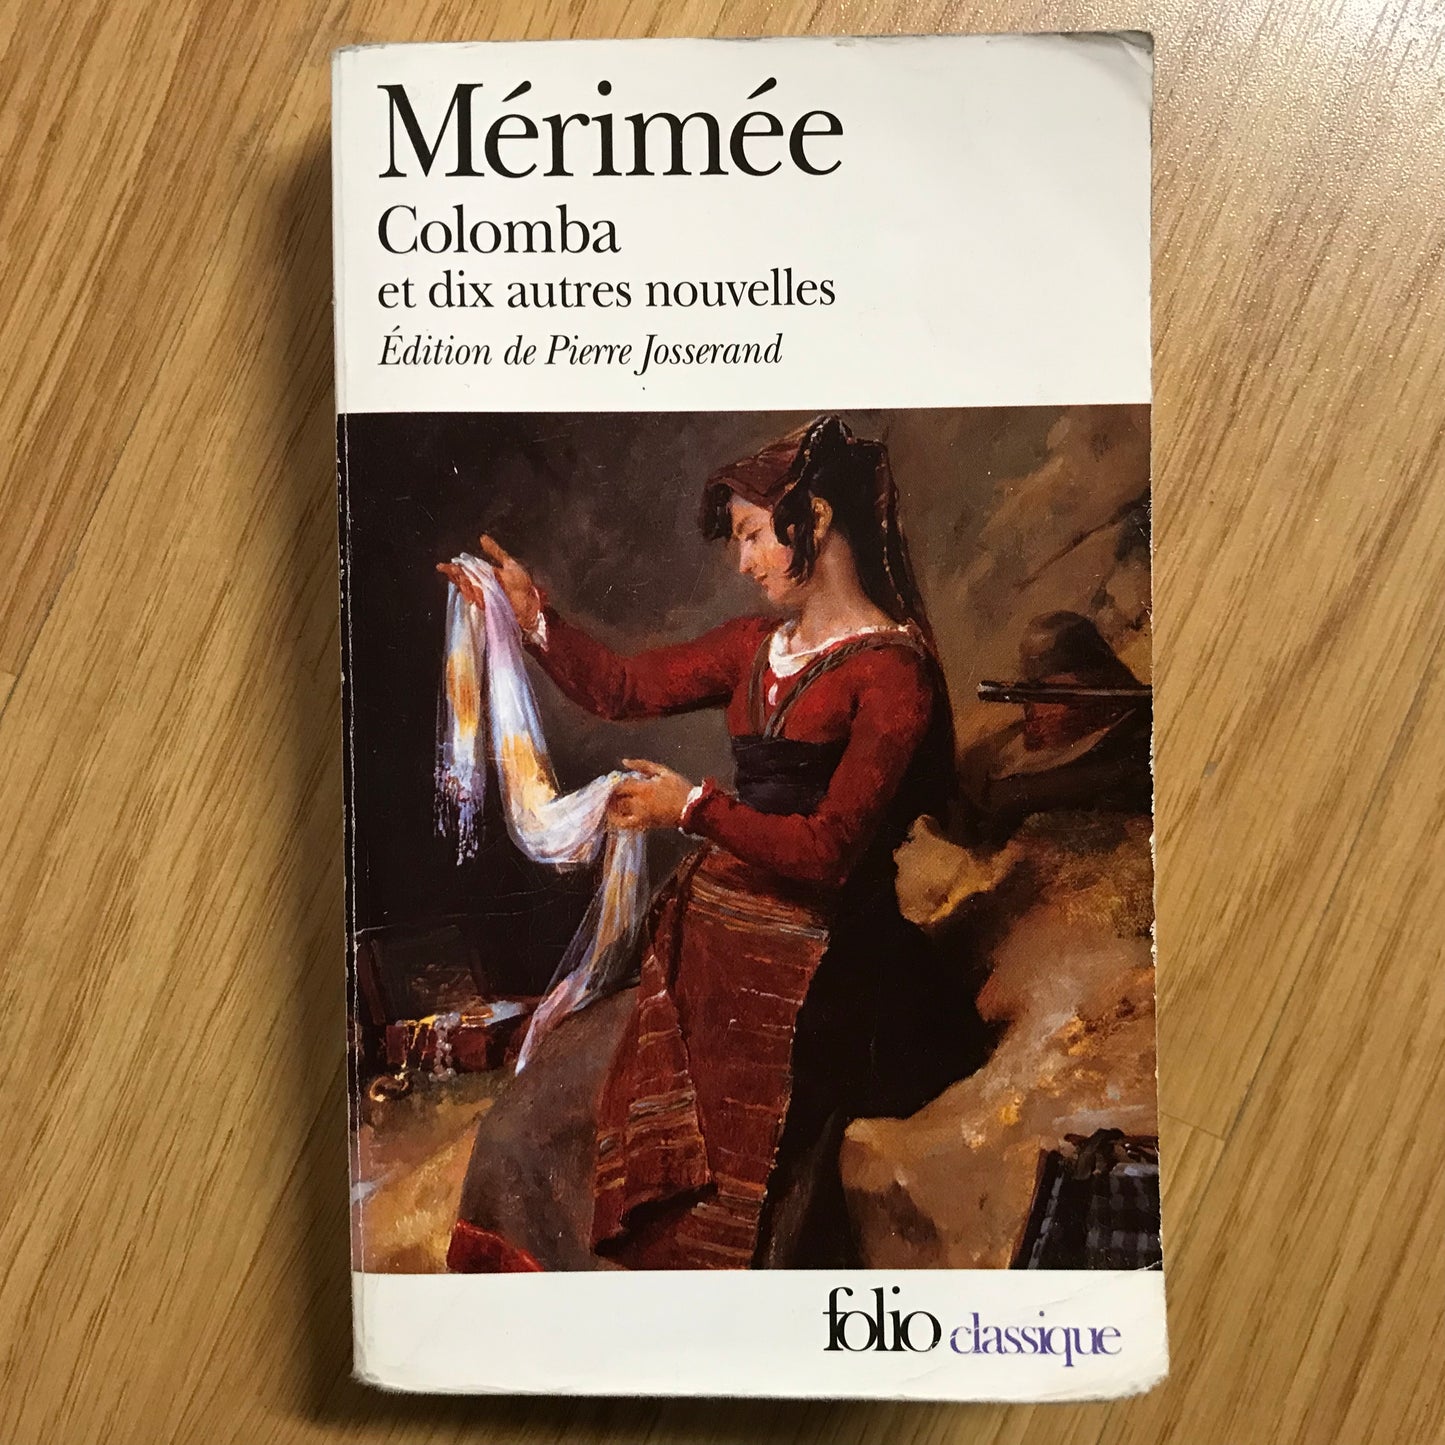 Mérimée
Colomba
et dix autres nouvelles
Édition de Pierre Josserand
folio classique